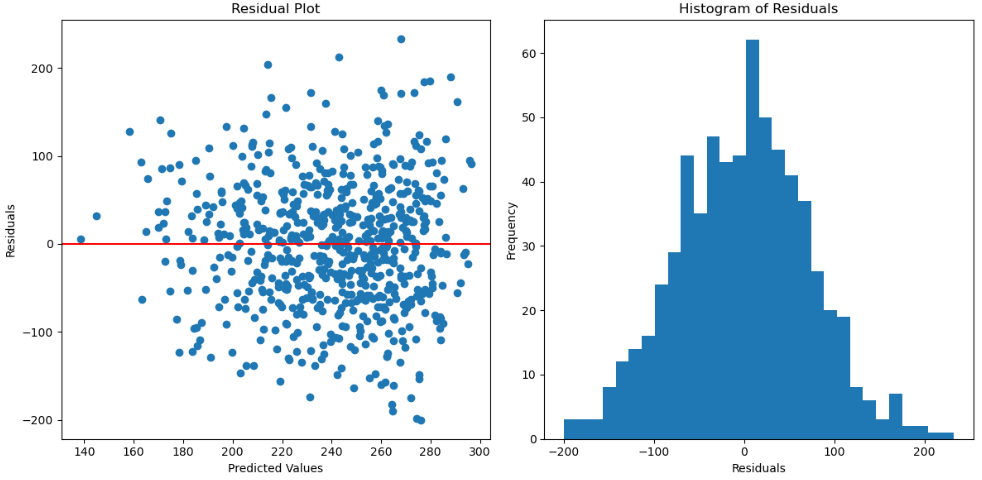 Residual Plot
200
100
0
−100
−200
Residuals
140 160 180 200 220 240 260 280 300
Predicted Values
Histogram of Residuals
60
50
40
30
20
10
0
Frequency
−200 −100 0 100 200
Residuals